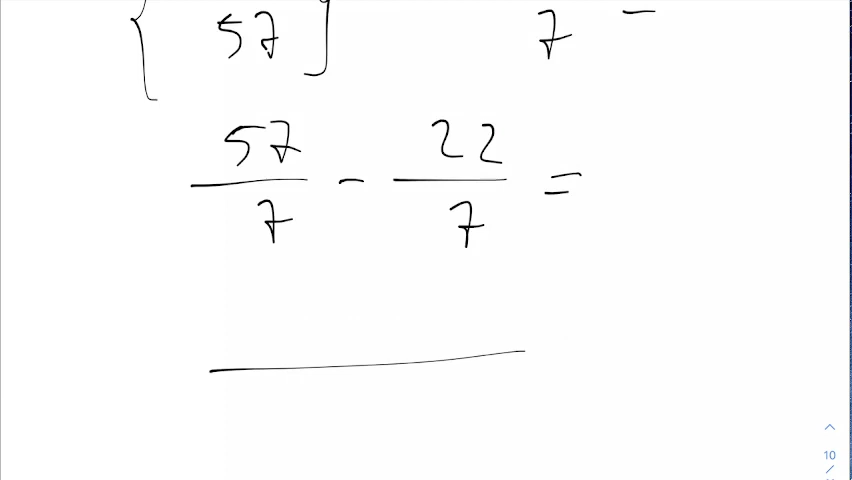 { 57 ] 7 -
57/7 - 22/7 =
10
/